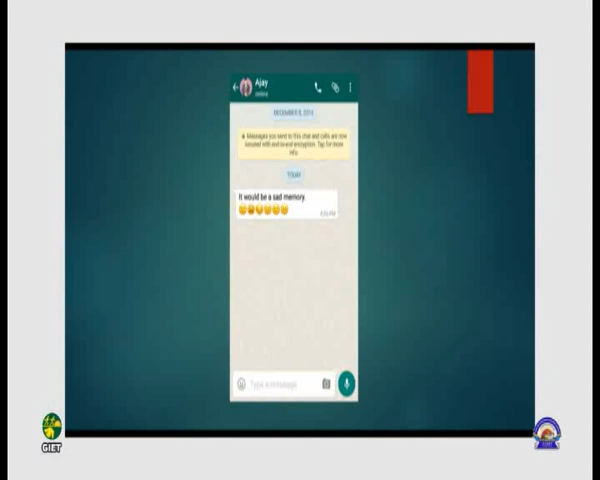 Ajay
online
DECEMBER 8, 2014
Messages you send to this chat and calls are now
secured with end-to-end encryption. Tap for more
info.
TODAY
It would be a sad memory.
Type a message
GIET